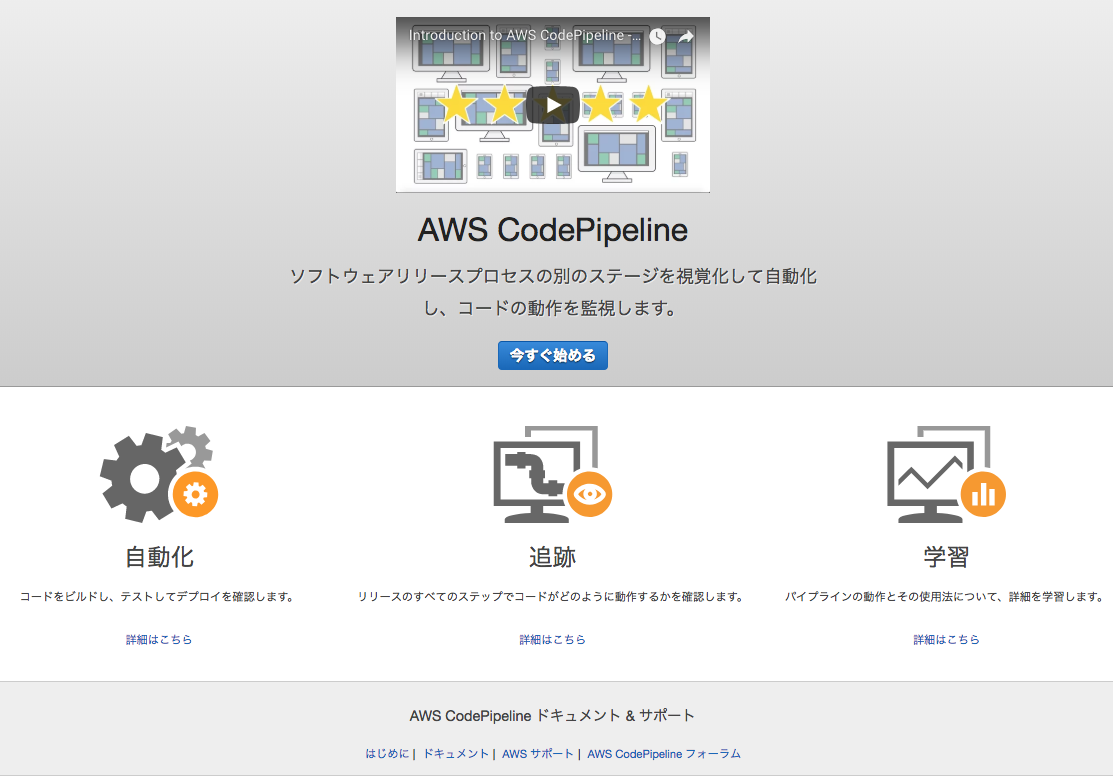 Introduction to AWS CodePipeline -...
AWS CodePipeline
ソフトウェアリリースプロセスの別のステージを視覚化して自動化
し、コードの動作を監視します。
今すぐ始める
自動化
コードをビルドし、テストしてデプロイを確認します。
詳細はこちら
追跡
リリースのすべてのステップでコードがどのように動作するかを確認します。
詳細はこちら
学習
パイプラインの動作とその使用法について、詳細を学習します。
詳細はこちら
AWS CodePipeline ドキュメント & サポート
はじめに | ドキュメント | AWS サポート | AWS CodePipeline フォーラム